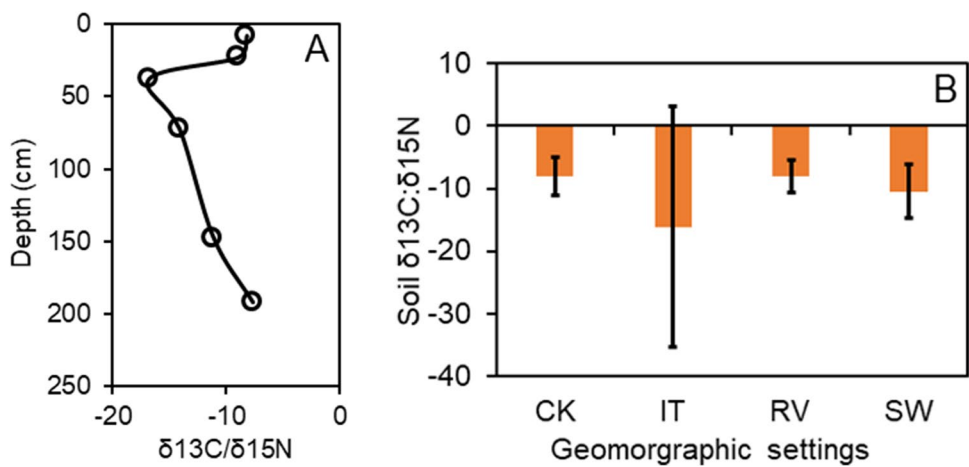 A
0
50
100
150
200
250
Depth (cm)
-20
-10
0
δ13C/δ15N
B
10
0
-10
-20
-30
-40
Soil δ13C:δ15N
CK IT RV SW
Geomorgraphic settings